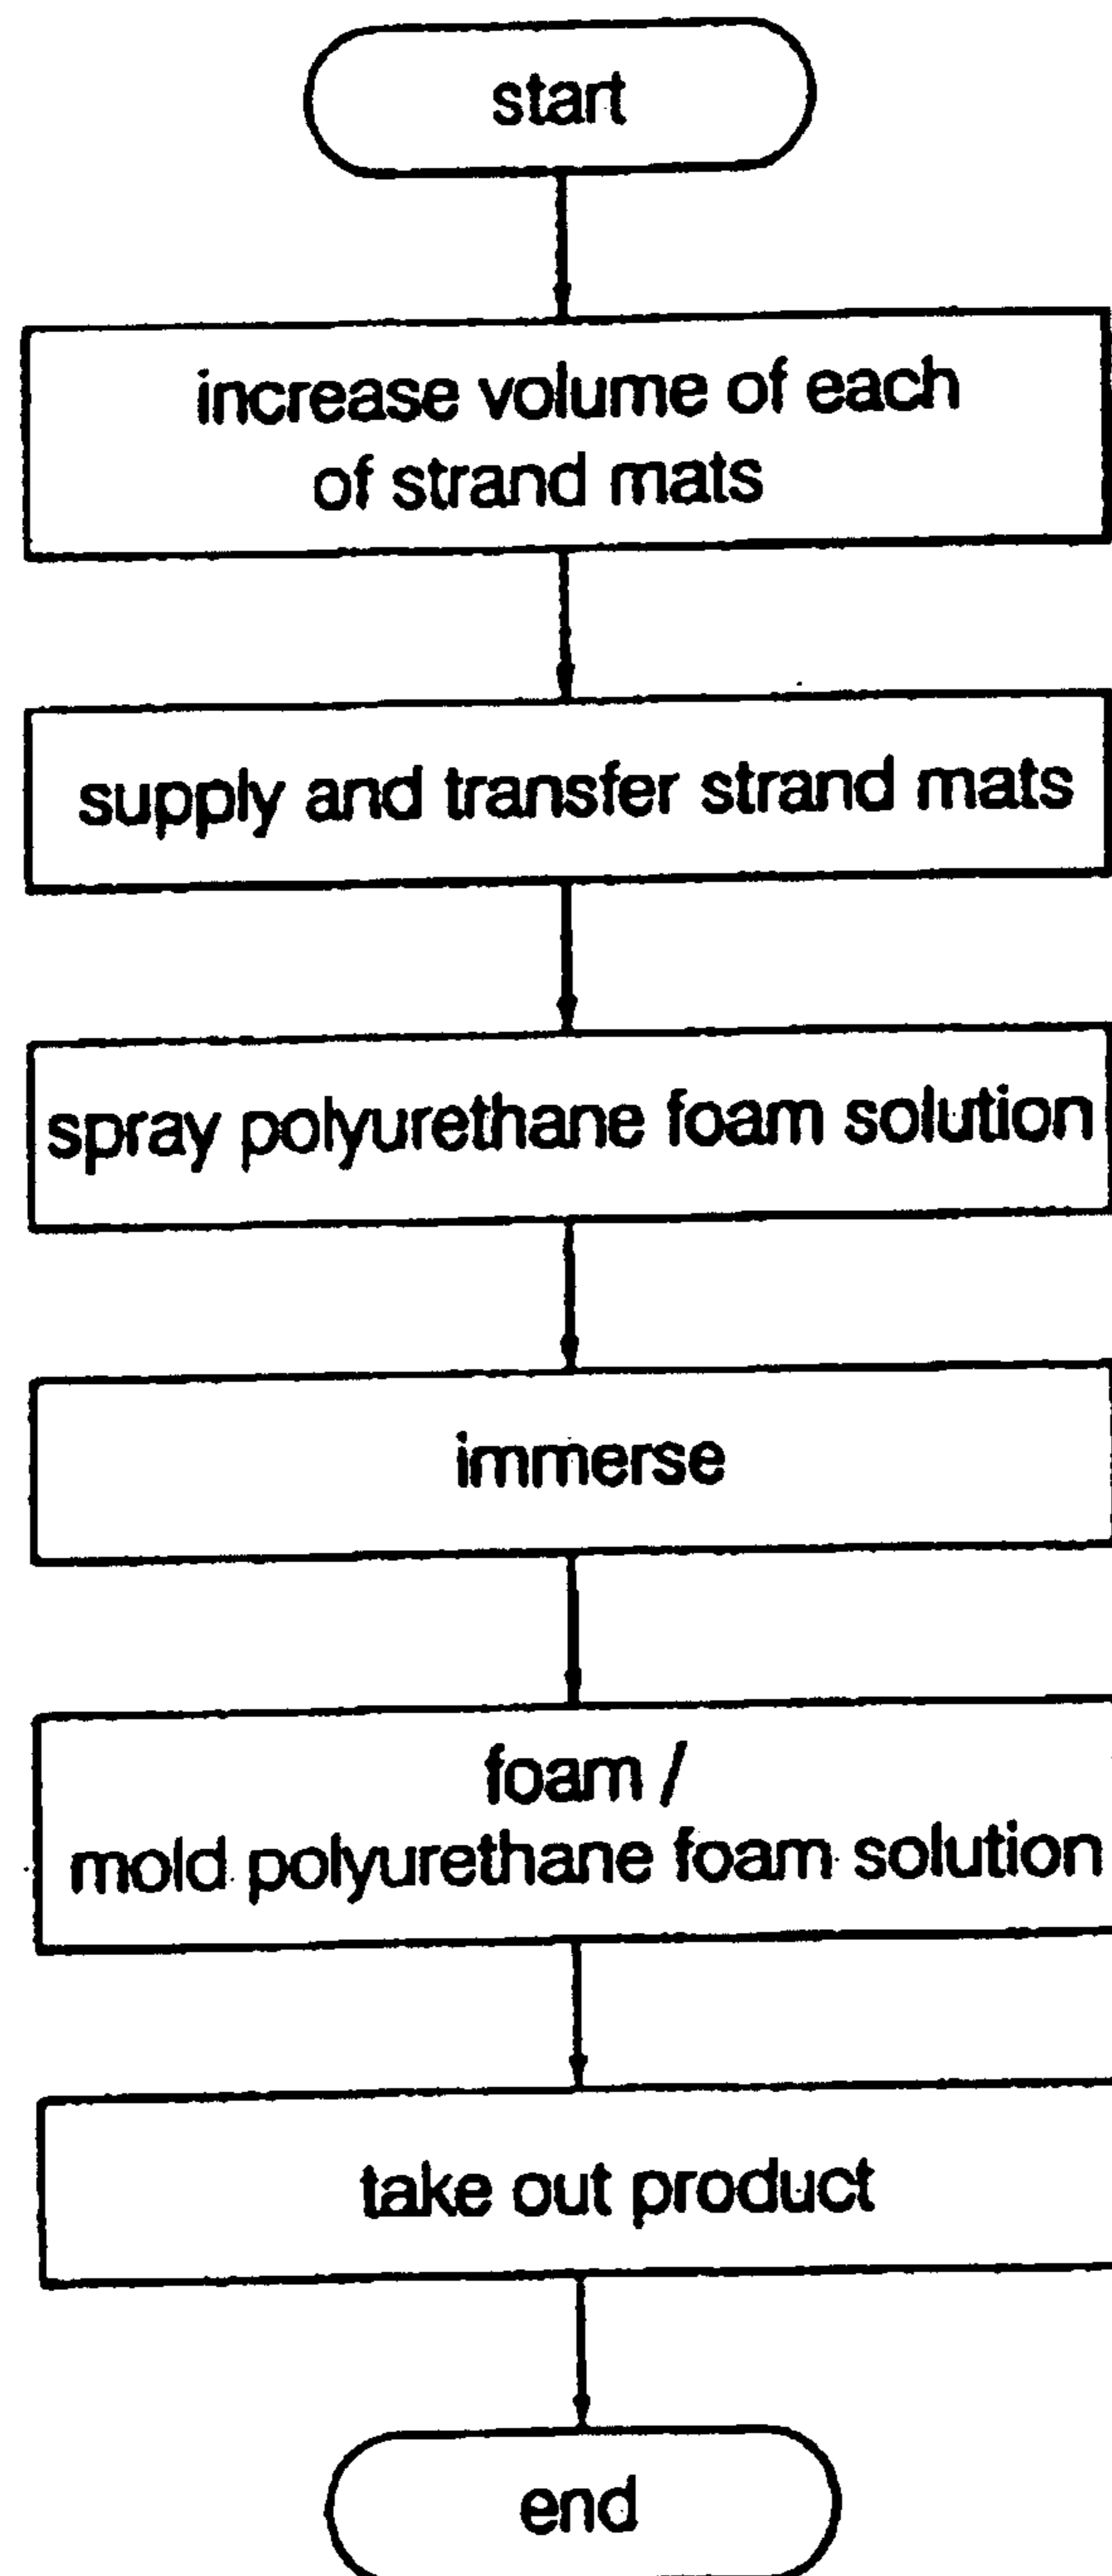 start
increase volume of each
of strand mats
supply and transfer strand mats
spray polyurethane foam solution
immerse
foam /
mold polyurethane foam solution
take out product
end